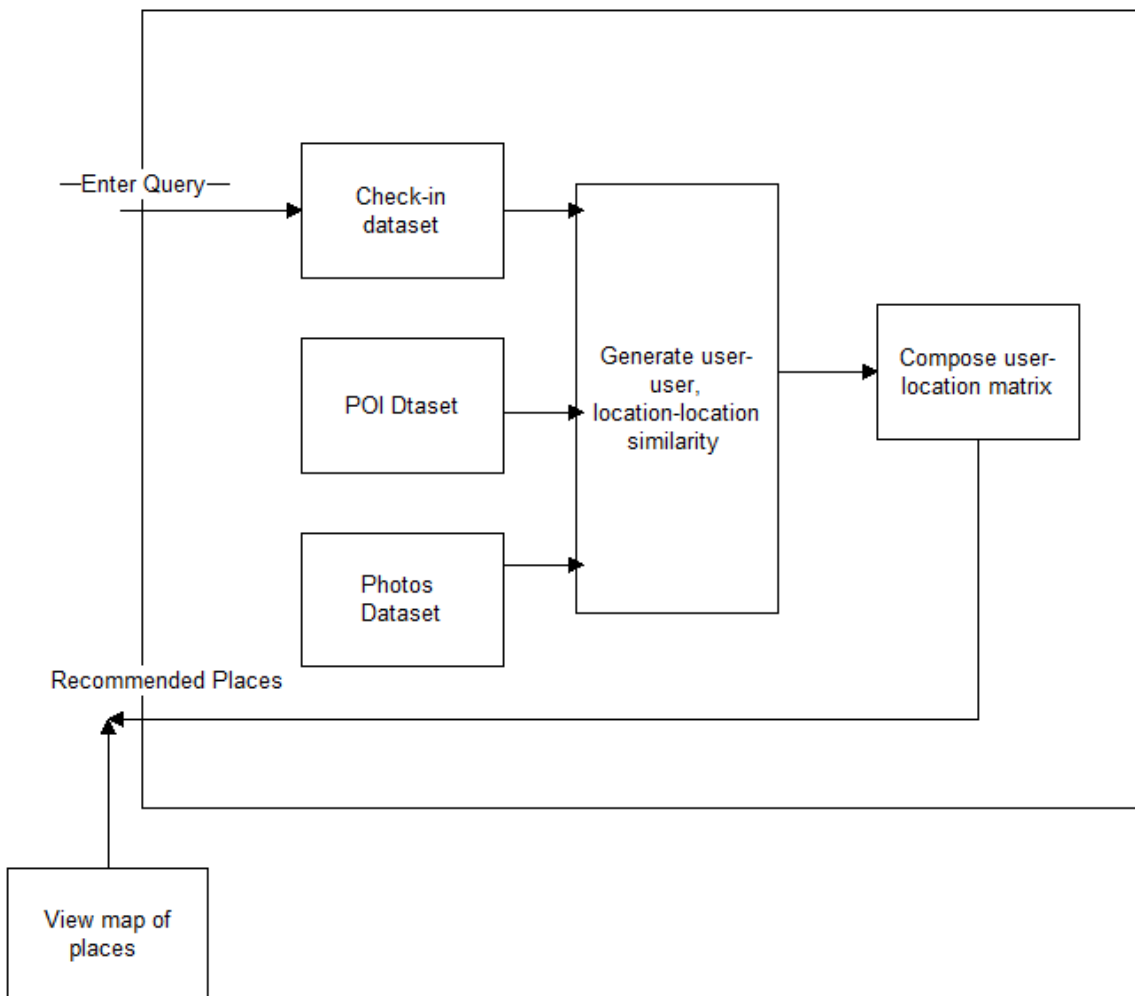 Enter Query
Check-in
dataset
POI Dtaset
Photos
Dataset
Generate user-
user,
location-location
similarity
Compose user-
location matrix
Recommended Places
View map of
places